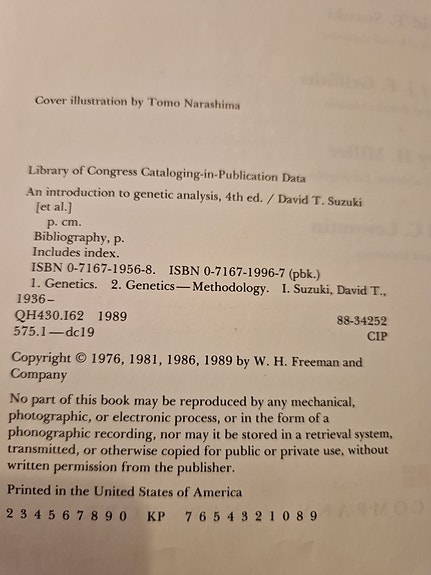 Cover illustration by Tomo Narashima
Library of Congress Cataloging-in-Publication Data
An introduction to genetic analysis, 4th ed. / David T. Suzuki
[et al.]
p. cm.
Bibliography, p.
Includes index.
ISBN 0-7167-1956-8. ISBN 0-7167-1996-7 (pbk.)
1. Genetics. 2. Genetics—Methodology. I. Suzuki, David T.,
1936–
QH430.I62 1989 88-34252
575.1—dc19 CIP
Copyright © 1976, 1981, 1986, 1989 by W. H. Freeman and
Company
No part of this book may be reproduced by any mechanical,
photographic, or electronic process, or in the form of a
phonographic recording, nor may it be stored in a retrieval system,
transmitted, or otherwise copied for public or private use, without
written permission from the publisher.
Printed in the United States of America
2 3 4 5 6 7 8 9 0 KP 7 6 5 4 3 2 1 0 8 9